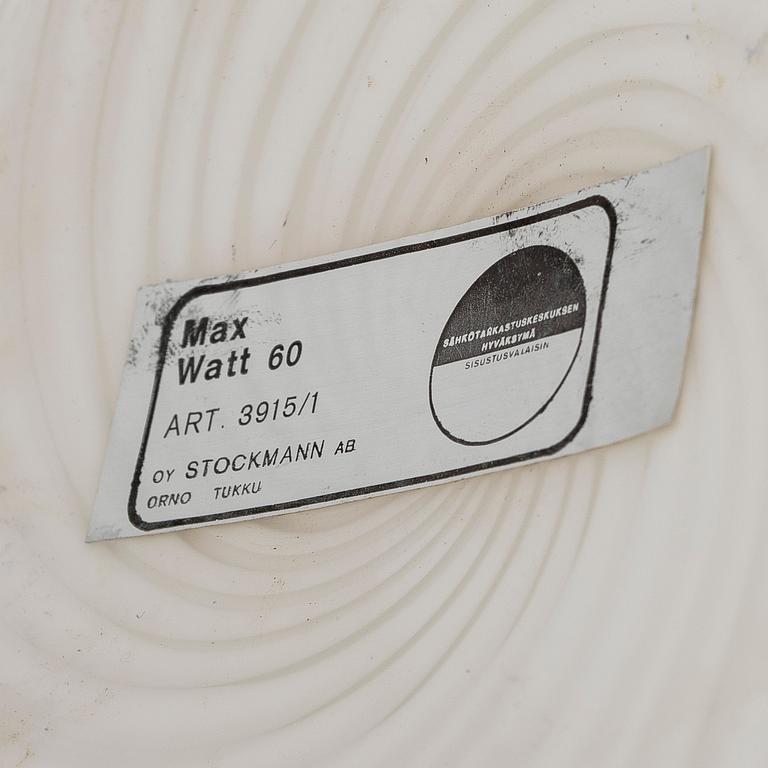 Max
Watt 60
ART. 3915/1
OY STOCKMANN AB
ORNO TUKKU
SÄHKÖTARKASTUSKESKUKSEN
HYVÄKSYMÄ
SISUSTUSVALAISIN